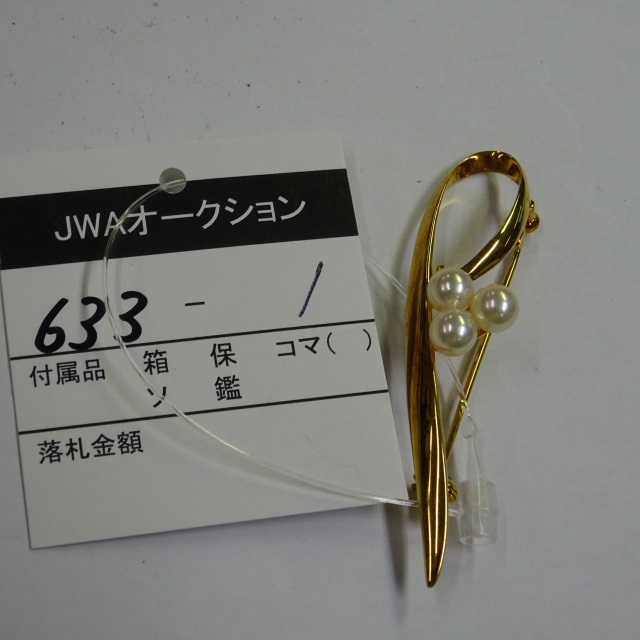 JWAオークション
633 - 1
付属品 箱 保 コマ( )
ソ 鑑
落札金額